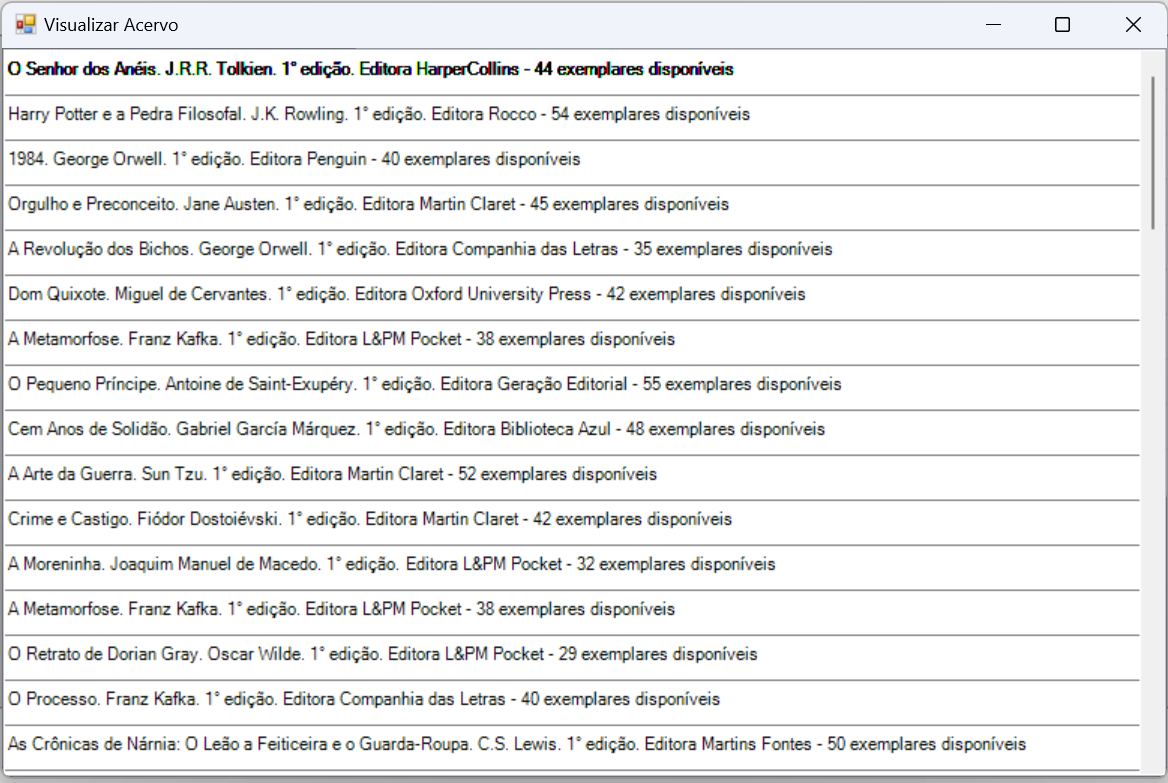 Visualizar Acervo
O Senhor dos Anéis. J.R.R. Tolkien. 1° edição. Editora HarperCollins - 44 exemplares disponíveis
Harry Potter e a Pedra Filosofal. J.K. Rowling. 1° edição. Editora Rocco - 54 exemplares disponíveis
1984. George Orwell. 1° edição. Editora Penguin - 40 exemplares disponíveis
Orgulho e Preconceito. Jane Austen. 1° edição. Editora Martin Claret - 45 exemplares disponíveis
A Revolução dos Bichos. George Orwell. 1° edição. Editora Companhia das Letras - 35 exemplares disponíveis
Dom Quixote. Miguel de Cervantes. 1° edição. Editora Oxford University Press - 42 exemplares disponíveis
A Metamorfose. Franz Kafka. 1° edição. Editora L&PM Pocket - 38 exemplares disponíveis
O Pequeno Príncipe. Antoine de Saint-Exupéry. 1° edição. Editora Geração Editorial - 55 exemplares disponíveis
Cem Anos de Solidão. Gabriel García Márquez. 1° edição. Editora Biblioteca Azul - 48 exemplares disponíveis
A Arte da Guerra. Sun Tzu. 1° edição. Editora Martin Claret - 52 exemplares disponíveis
Crime e Castigo. Fiódor Dostoiévski. 1° edição. Editora Martin Claret - 42 exemplares disponíveis
A Moreninha. Joaquim Manuel de Macedo. 1° edição. Editora L&PM Pocket - 32 exemplares disponíveis
A Metamorfose. Franz Kafka. 1° edição. Editora L&PM Pocket - 38 exemplares disponíveis
O Retrato de Dorian Gray. Oscar Wilde. 1° edição. Editora L&PM Pocket - 29 exemplares disponíveis
O Processo. Franz Kafka. 1° edição. Editora Companhia das Letras - 40 exemplares disponíveis
As Crônicas de Nárnia: O Leão a Feiticeira e o Guarda-Roupa. C.S. Lewis. 1° edição. Editora Martins Fontes - 50 exemplares disponíveis